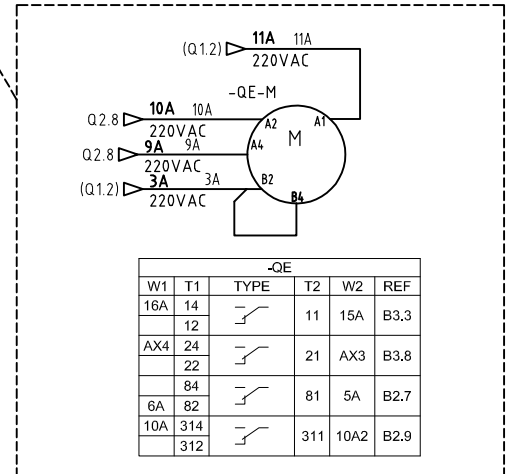 (Q1.2) 11A 11A
220VAC
-QE-M
Q2.8 10A 10A A2 A1
220VAC M
Q2.8 9A 9A A4
220VAC
(Q1.2) 3A 3A B2
220VAC B4
-QE
W1 T1 TYPE T2 W2 REF
16A 14 11 15A B3.3
12
AX4 24 21 AX3 B3.8
22
84 81 5A B2.7
6A 82
10A 314 311 10A2 B2.9
312